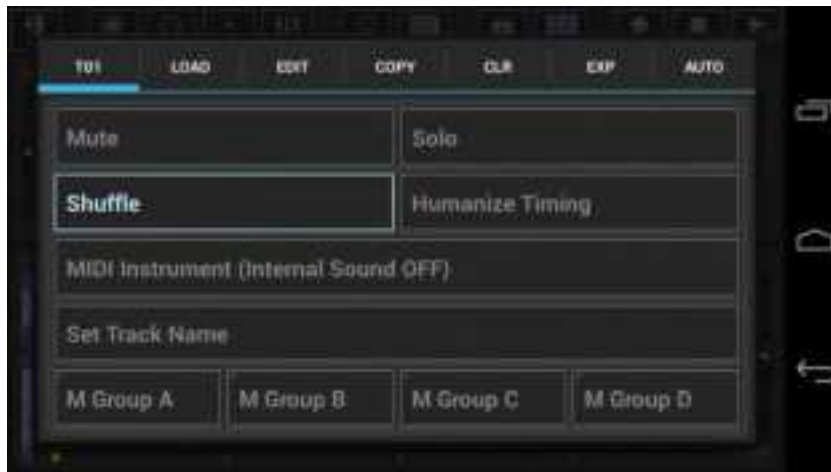 T01 LOAD EDIT COPY CLR EXP AUTO
Mute Solo
Shuffle Humanize Timing
MIDI Instrument (Internal Sound OFF)
Set Track Name
M Group A M Group B M Group C M Group D